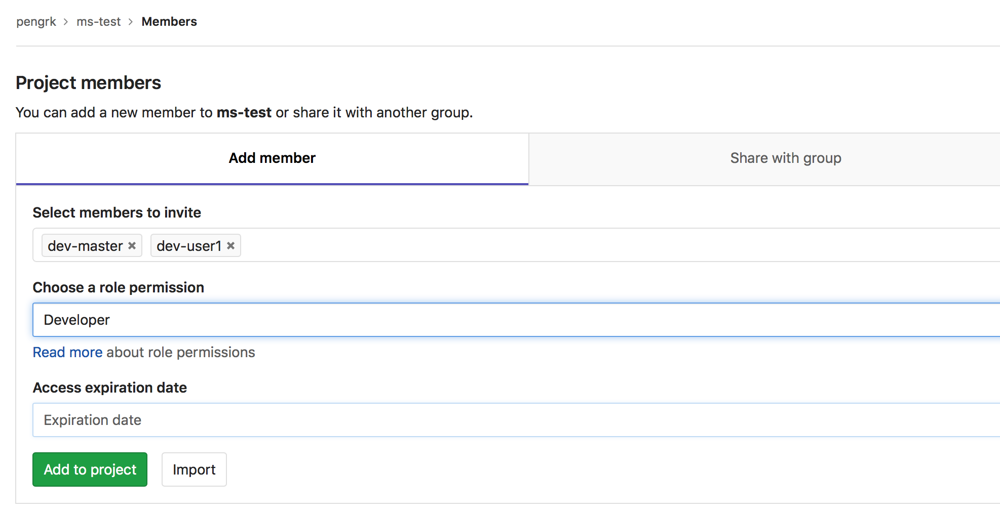 pengrk > ms-test > Members
Project members
You can add a new member to ms-test or share it with another group.
Add member
Share with group
Select members to invite
dev-master × dev-user1 ×
Choose a role permission
Developer
Read more about role permissions
Access expiration date
Expiration date
Add to project
Import